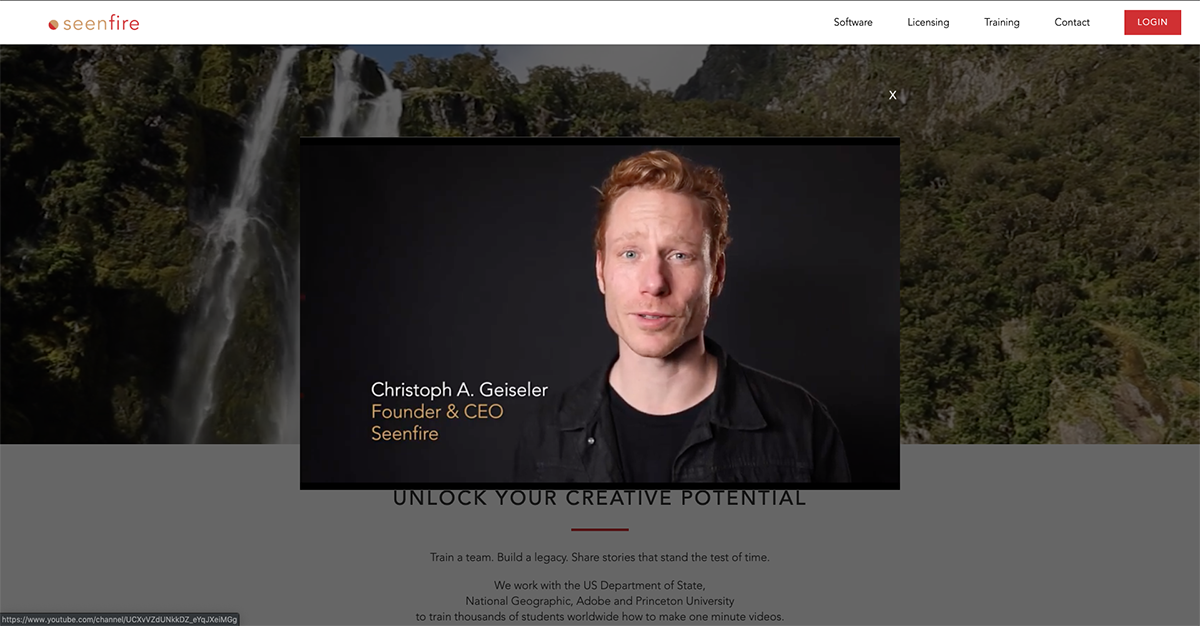 seenfire
Software Licensing Training Contact LOGIN
X
Christoph A. Geiseler
Founder & CEO
Seenfire
UNLOCK YOUR CREATIVE POTENTIAL
Train a team. Build a legacy. Share stories that stand the test of time.
We work with the US Department of State,
National Geographic, Adobe and Princeton University
to train thousands of students worldwide how to make one minute videos.
https://www.youtube.com/channel/UCXvVZdUNkkDZ_eYqJXeiMGg